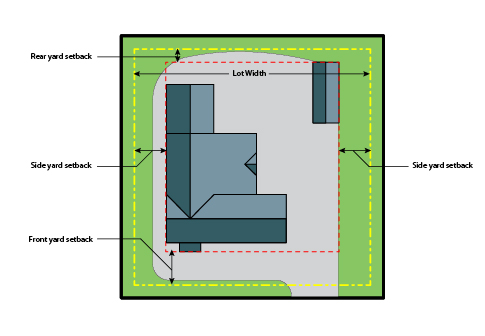 Rear yard setback
Lot Width
Side yard setback
Side yard setback
Front yard setback